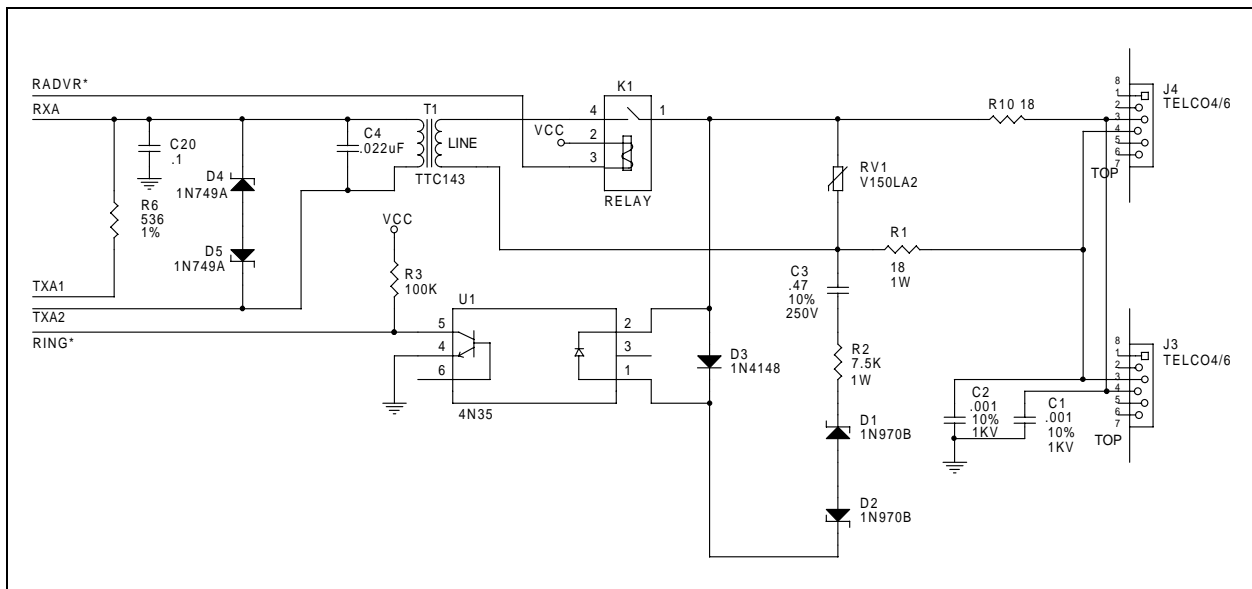 RADVR*
RXA
C20
.1
D4
1N749A
R6
536
1%
D5
1N749A
TXA1
TXA2
RING*
C4
.022uF
T1
LINE
TTC143
VCC
R3
100K
U1
5
4
6
2
3
1
4N35
K1
4
1
VCC
2
3
RELAY
D3
1N4148
RV1
V150LA2
R1
18
1W
C3
.47
10%
250V
R2
7.5K
1W
D1
1N970B
D2
1N970B
R10 18
8
1
2
3
4
5
6
7
TOP
J4
TELCO4/6
C2
.001
10%
1KV
C1
.001
10%
1KV
8
1
2
3
4
5
6
7
TOP
J3
TELCO4/6